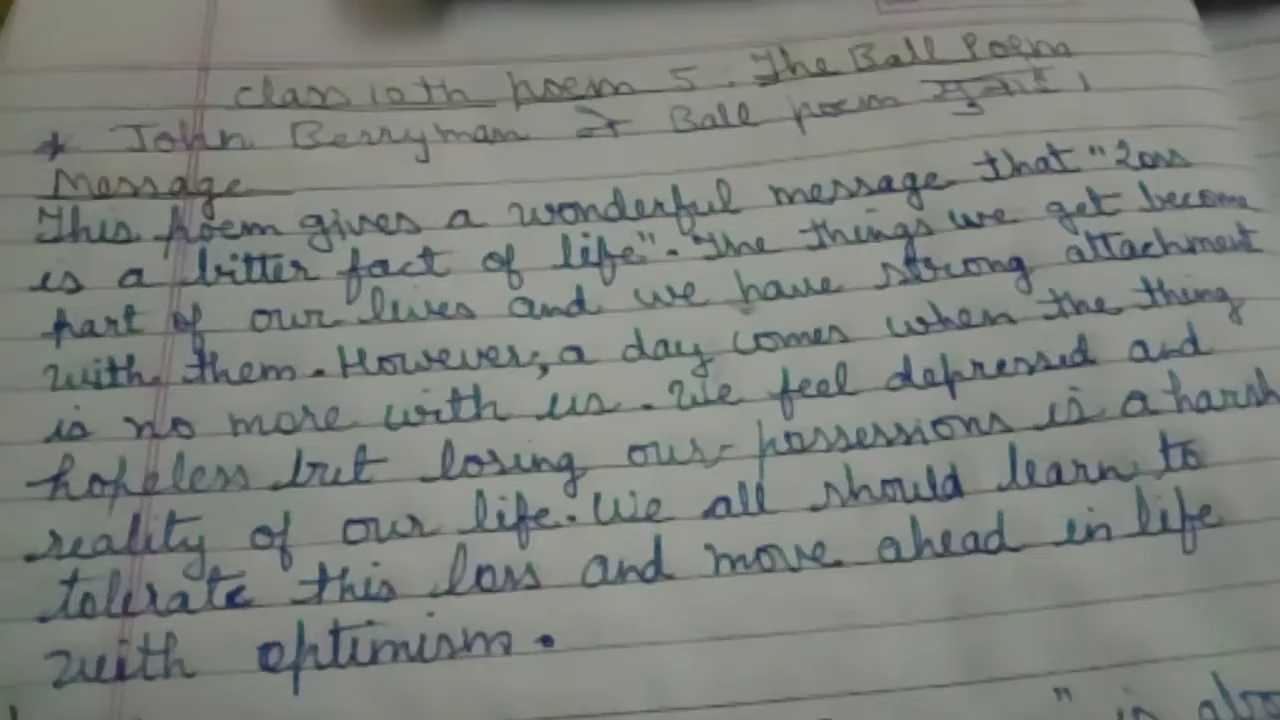 class 10th poem 5. The Ball Poem
* John Berryman ने Ball poem
Message
This poem gives a wonderful message that "Loss
is a bitter fact of life". The things we get become
part of our lives and we have strong attachment
with them. However, a day comes when the thing
is no more with us. We feel depressed and
hopeless but losing our possessions is a harsh
reality of our life. We all should learn to
tolerate this loss and move ahead in life
with optimism.
" is